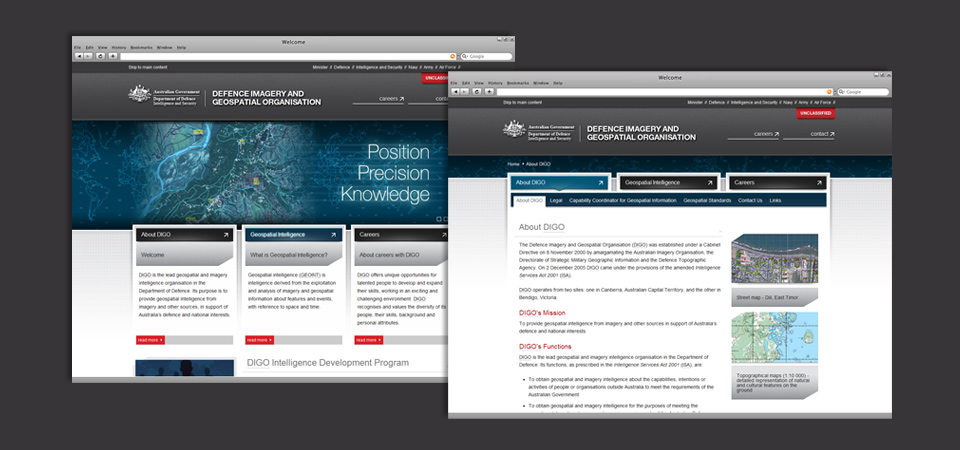 Welcome
File Edit View History Bookmarks Window Help
Google
Skip to main content
Minister // Defence // Intelligence and Security // Navy // Army // Air Force //
UNCLASSIF
Australian Government
Department of Defence
Intelligence and Security
DEFENCE IMAGERY AND
GEOSPATIAL ORGANISATION
careers
conta
Position
Precision
Knowledge
About DIGO
Welcome
DIGO is the lead geospatial and imagery
intelligence organisation in the
Department of Defence. Its purpose is to
provide geospatial intelligence from
imagery and other sources, in support of
Australia's defence and national interests.
read more
Geospatial Intelligence
What is Geospatial Intelligence?
Geospatial intelligence (GEOINT) is
intelligence derived from the exploitation
and analysis of imagery and geospatial
information about features and events,
with reference to space and time.
read more
Careers
About careers with DIGO
DIGO offers unique opportunities for
talented people to develop and expand
their skills, working in an exciting and
challenging environment. DIGO
recognises and values the diversity of its
people, their skills, background and
personal attributes.
read more
DIGO Intelligence Development Program
Welcome
File Edit View History Bookmarks Window Help
Google
Skip to main content
Minister // Defence // Intelligence and Security // Navy // Army // Air Force //
UNCLASSIFIED
Australian Government
Department of Defence
Intelligence and Security
DEFENCE IMAGERY AND
GEOSPATIAL ORGANISATION
careers
contact
Home About DIGO
About DIGO
Geospatial Intelligence
Careers
About DIGO Legal Capability Coordinator for Geospatial Information Geospatial Standards Contact Us Links
About DIGO
The Defence Imagery and Geospatial Organisation (DIGO) was established under a Cabinet
Directive on 8 November 2000 by amalgamating the Australian Imagery Organisation, the
Directorate of Strategic Military Geographic Information and the Defence Topographic
Agency. On 2 December 2005 DIGO came under the provisions of the amended Intelligence
Services Act 2001 (ISA).
DIGO operates from two sites: one in Canberra, Australian Capital Territory, and the other in
Bendigo, Victoria.
DIGO's Mission
To provide geospatial intelligence from imagery and other sources in support of Australia's
defence and national interests.
DIGO's Functions
DIGO is the lead geospatial and imagery intelligence organisation in the Department of
Defence. Its functions, as prescribed in the Intelligence Services Act 2001 (ISA), are:
• To obtain geospatial and imagery intelligence about the capabilities, intentions or
activities of people or organisations outside Australia to meet the requirements of the
Australian Government
• To obtain geospatial and imagery intelligence for the purposes of meeting the
Street map - Dili, East Timor
Topographical maps (1:10 000) -
detailed representation of natural
and cultural features on the
ground